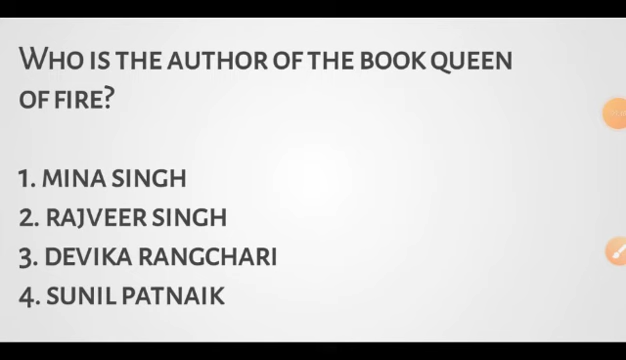 WHO IS THE AUTHOR OF THE BOOK QUEEN
OF FIRE?
1. MINA SINGH
2. RAJVEER SINGH
3. DEVIKA RANGCHARI
4. SUNIL PATNAIK